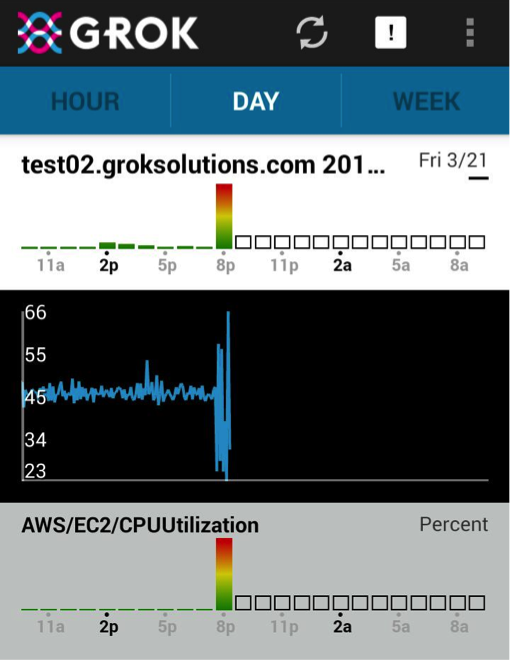 GROK !
HOUR DAY WEEK
test02.groksolutions.com 201... Fri 3/21
11a 2p 5p 8p 11p 2a 5a 8a
66
55
45
34
23
AWS/EC2/CPUUtilization Percent
11a 2p 5p 8p 11p 2a 5a 8a